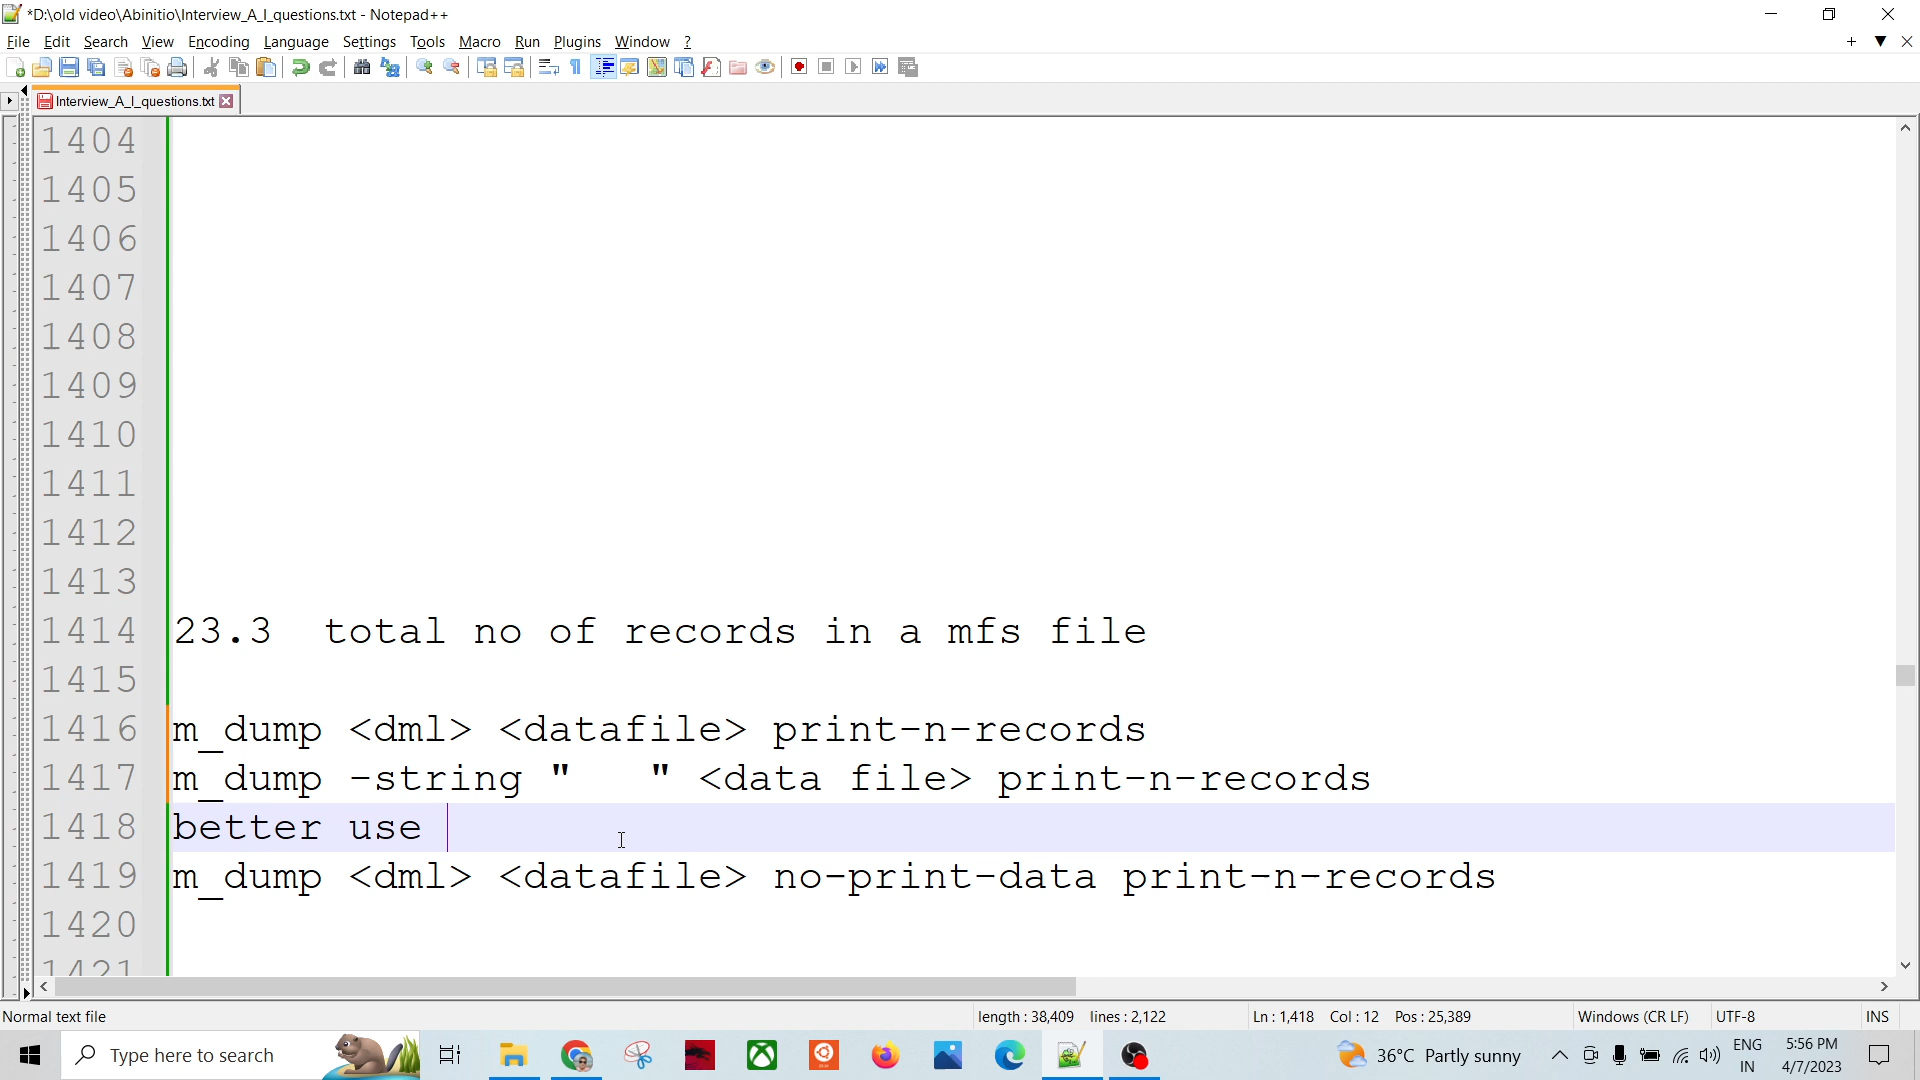 *D:\old video\Abinitio\Interview_A_I_questions.txt - Notepad++
File Edit Search View Encoding Language Settings Tools Macro Run Plugins Window ?
Interview_A_I_questions.txt
1404
1405
1406
1407
1408
1409
1410
1411
1412
1413
1414 23.3  total no of records in a mfs file
1415
1416 m_dump <dml> <datafile> print-n-records
1417 m_dump -string "   " <data file> print-n-records
1418 better use
1419 m_dump <dml> <datafile> no-print-data print-n-records
1420
1421
Normal text file length : 38,409 lines : 2,122 Ln : 1,418 Col : 12 Pos : 25,389 Windows (CR LF) UTF-8 INS
Type here to search 36°C Partly sunny ENG IN 5:56 PM 4/7/2023